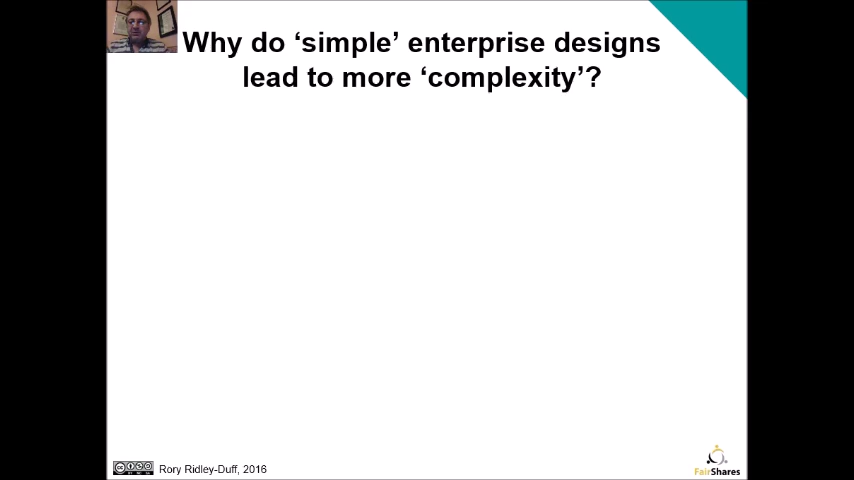 Why do ‘simple’ enterprise designs
lead to more ‘complexity’?
Rory Ridley-Duff, 2016
FairShares